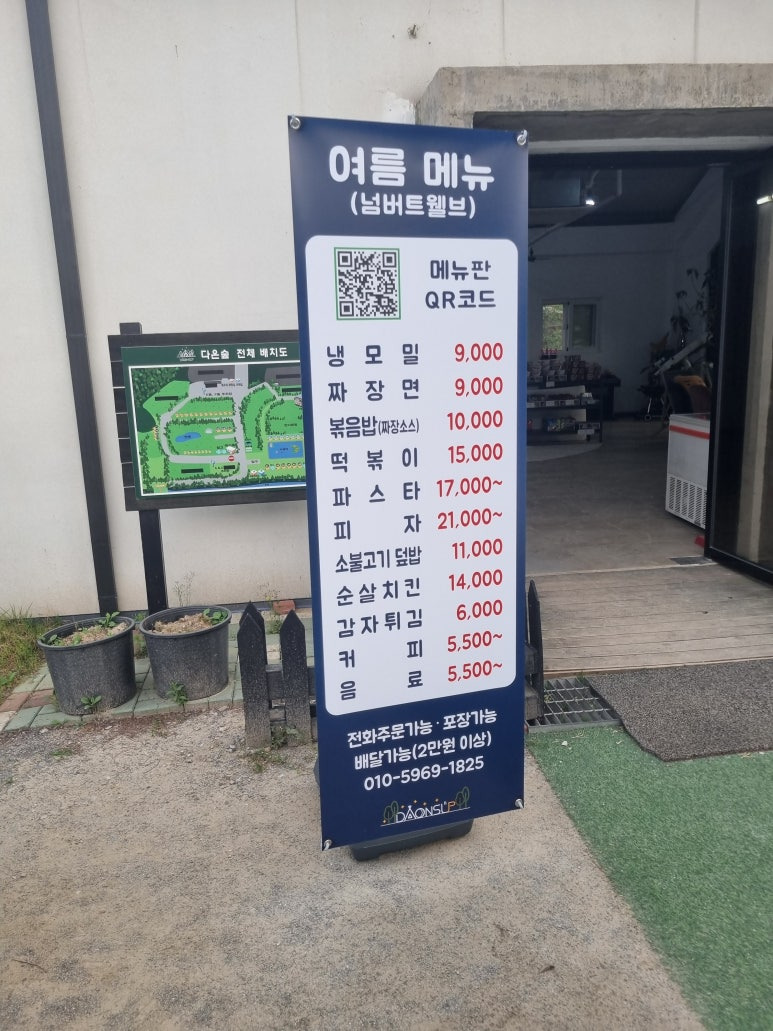 여름 메뉴
(넘버트웰브)
메뉴판
QR코드
냉모밀 9,000
짜장면 9,000
볶음밥(짜장소스) 10,000
떡볶이 15,000
파스타 17,000~
피자 21,000~
소불고기 덮밥 11,000
순살치킨 14,000
감자튀김 6,000
커피 5,500~
음료 5,500~
전화주문가능·포장가능
배달가능(2만원 이상)
010-5969-1825
DAONSUP
다온숲 전체 배치도